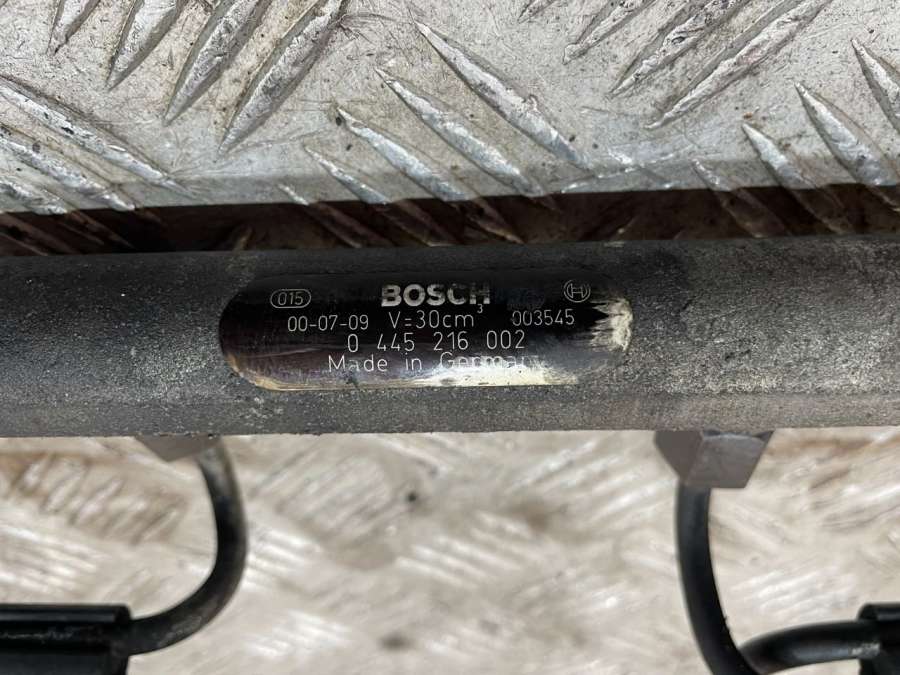 015 BOSCH
00-07-09 V=30cm³ 003545
0 445 216 002
Made in Germany